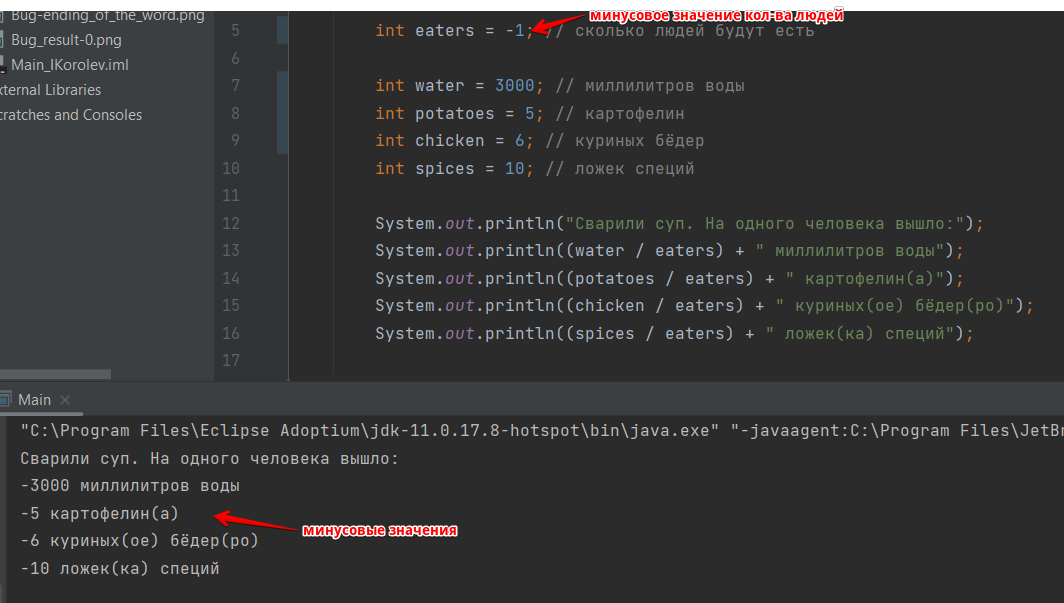 Bug-ending_of_the_word.png
Bug_result-0.png
Main_IKorolev.iml
xternal Libraries
cratches and Consoles
минусовое значение кол-ва людей
5 int eaters = -1; // сколько людей будут есть
6
7 int water = 3000; // миллилитров воды
8 int potatoes = 5; // картофелин
9 int chicken = 6; // куриных бёдер
10 int spices = 10; // ложек специй
11
12 System.out.println("Сварили суп. На одного человека вышло:");
13 System.out.println((water / eaters) + " миллилитров воды");
14 System.out.println((potatoes / eaters) + " картофелин(а)");
15 System.out.println((chicken / eaters) + " куриных(ое) бёдер(ро)");
16 System.out.println((spices / eaters) + " ложек(ка) специй");
17
Main
"C:\Program Files\Eclipse Adoptium\jdk-11.0.17.8-hotspot\bin\java.exe" "-javaagent:C:\Program Files\JetBr
Сварили суп. На одного человека вышло:
-3000 миллилитров воды
-5 картофелин(а)
минусовые значения
-6 куриных(ое) бёдер(ро)
-10 ложек(ка) специй